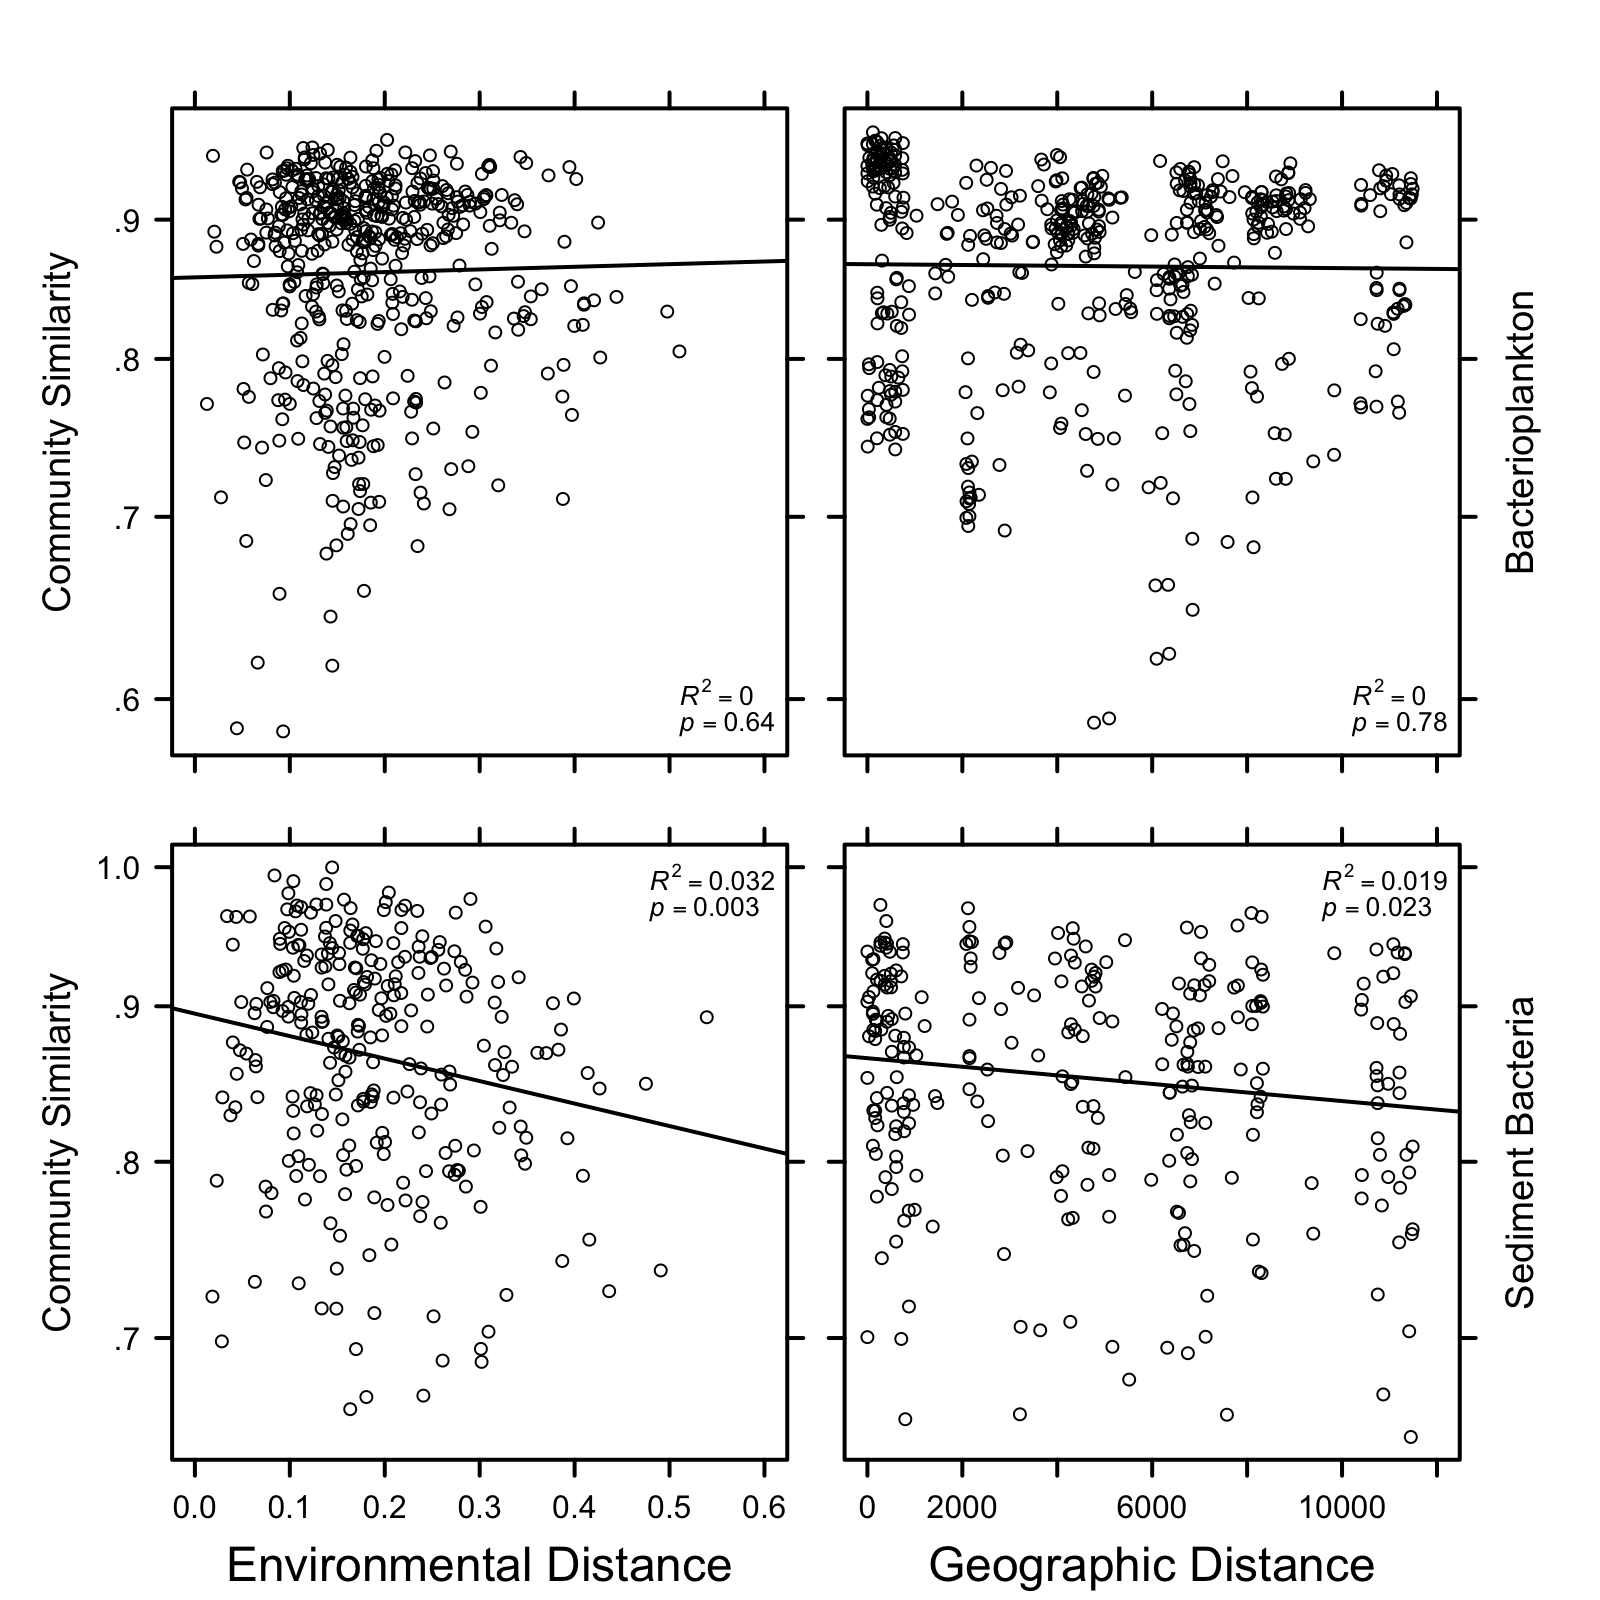 Community Similarity
.9
.8
.7
.6
R² = 0
p = 0.64
R² = 0
p = 0.78
Bacterioplankton
Community Similarity
1.0
.9
.8
.7
R² = 0.032
p = 0.003
R² = 0.019
p = 0.023
Sediment Bacteria
0.0 0.1 0.2 0.3 0.4 0.5 0.6
0 2000 6000 10000
Environmental Distance
Geographic Distance